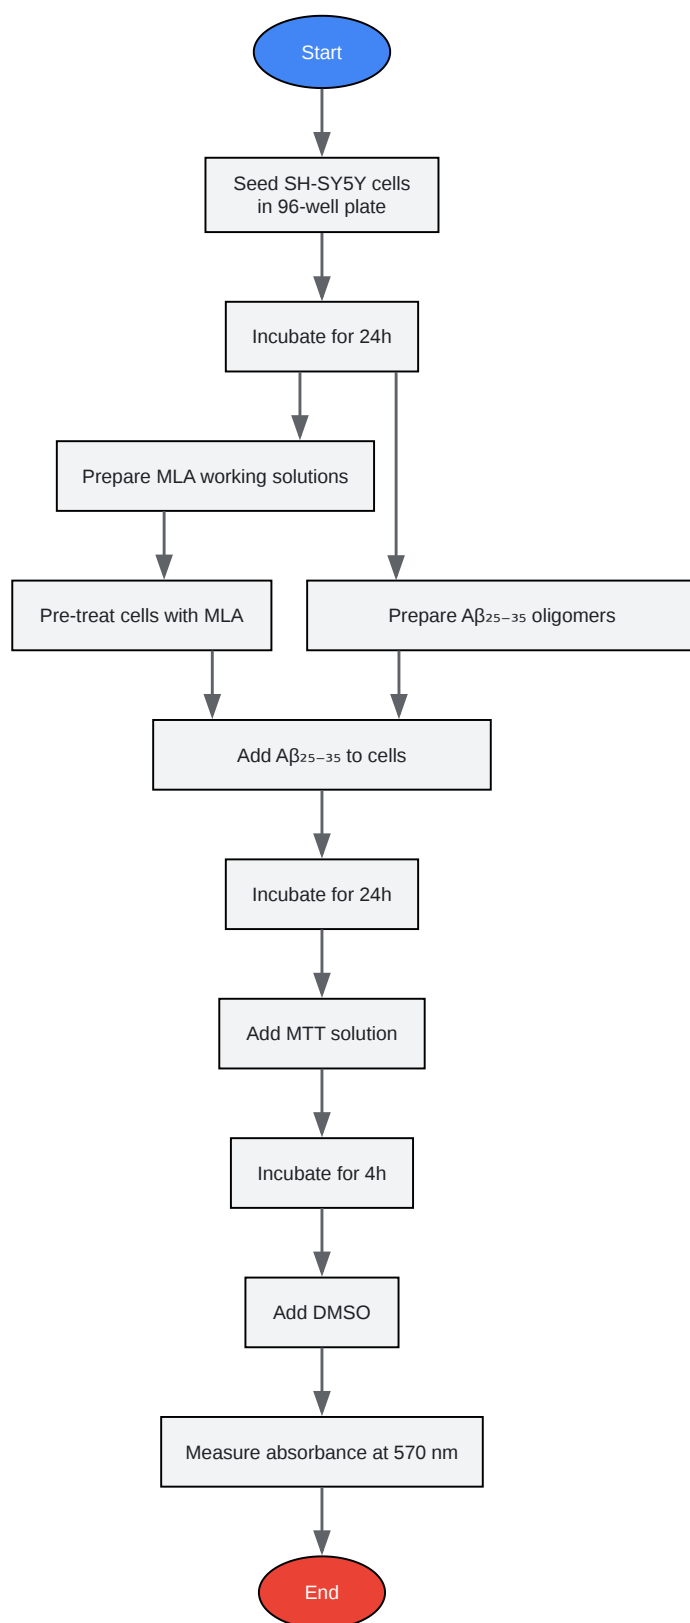 Start
Seed SH-SY5Y cells
in 96-well plate
Incubate for 24h
Prepare MLA working solutions
Pre-treat cells with MLA
Prepare Aβ₂₅₋₃₅ oligomers
Add Aβ₂₅₋₃₅ to cells
Incubate for 24h
Add MTT solution
Incubate for 4h
Add DMSO
Measure absorbance at 570 nm
End